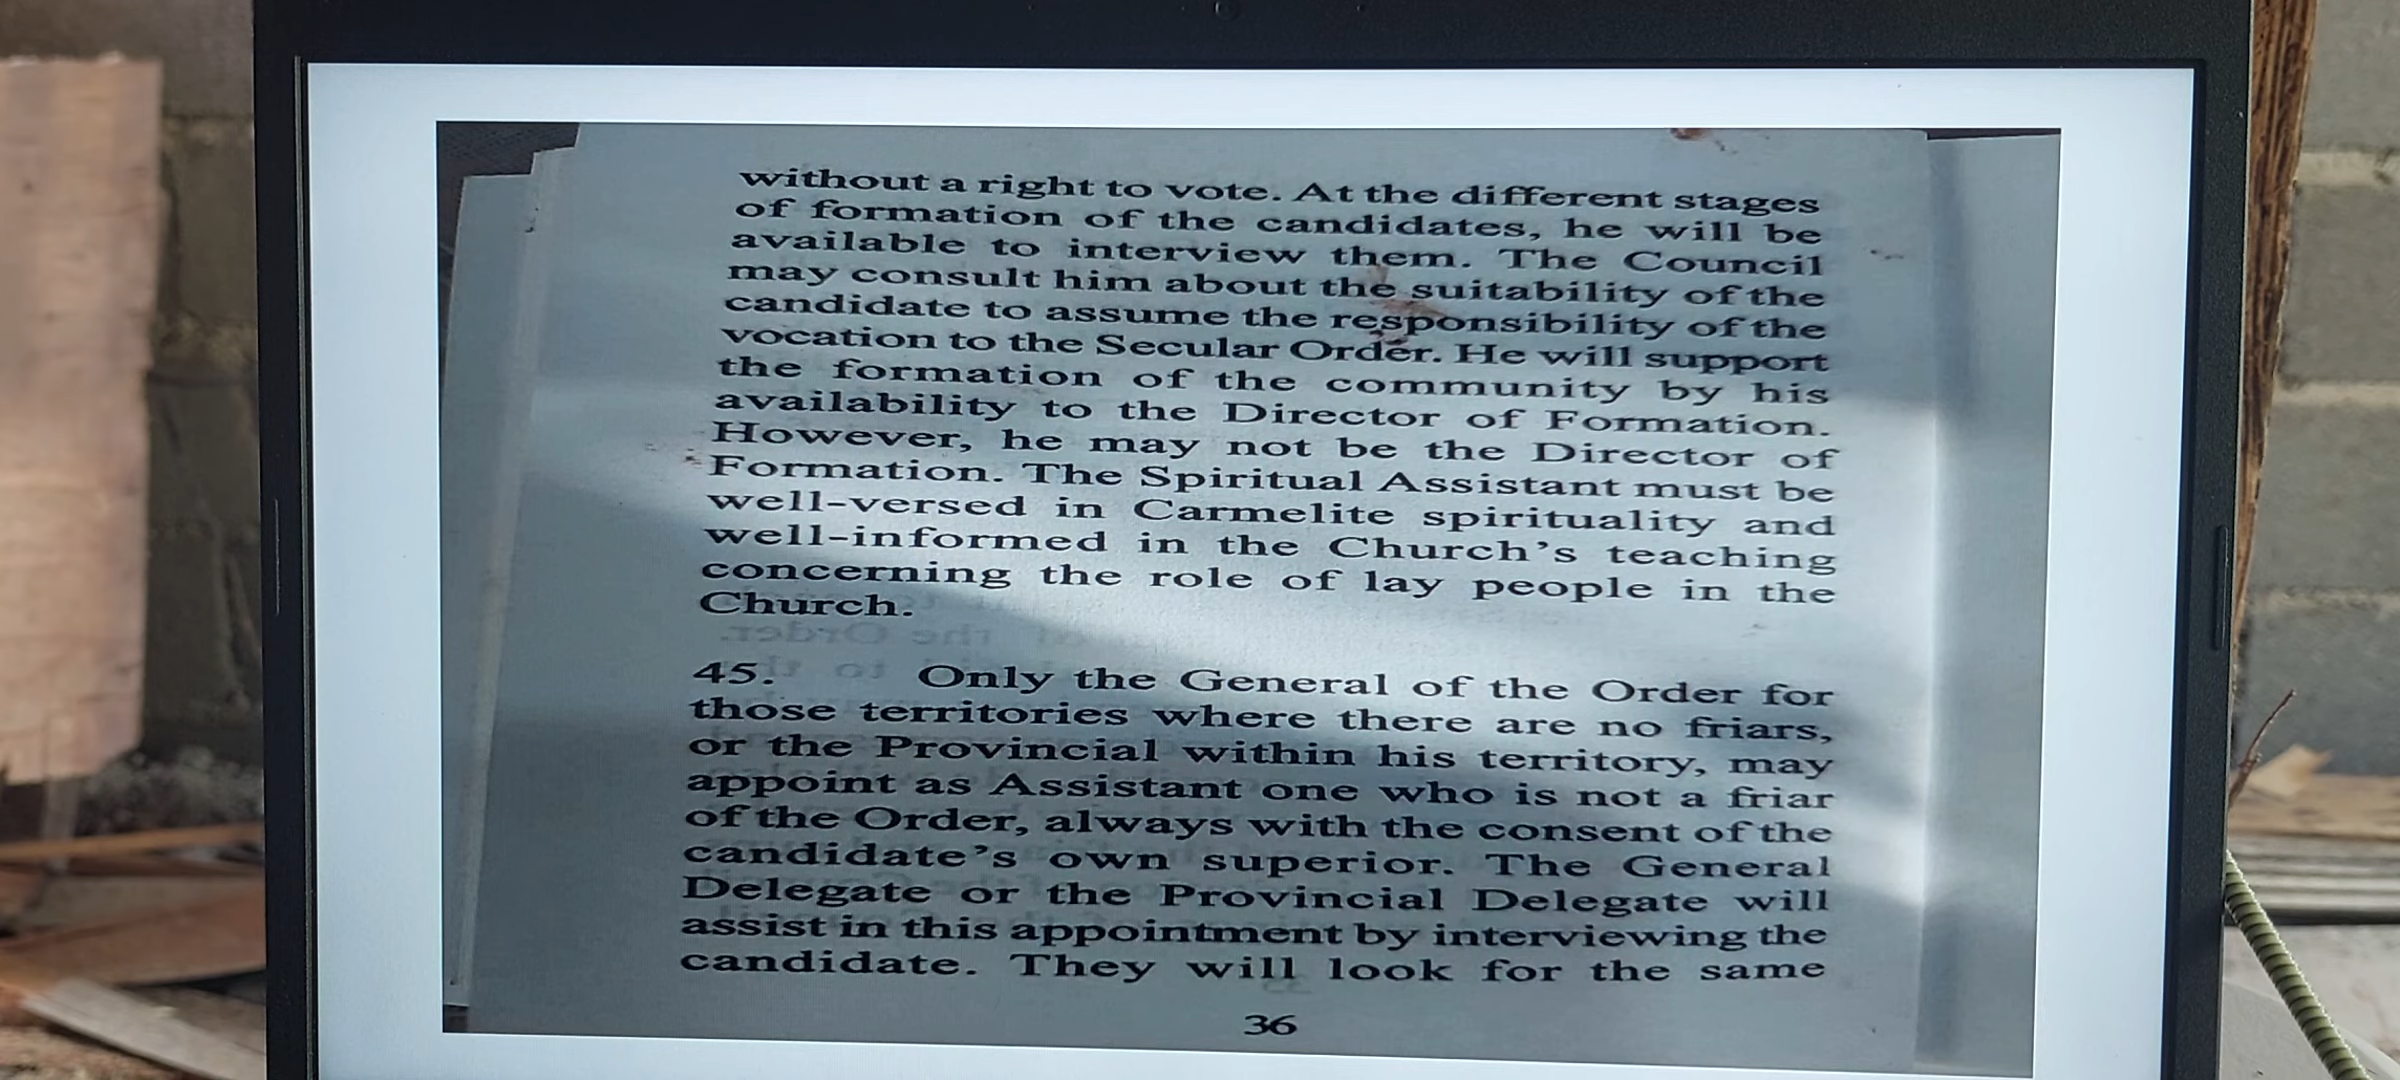 without a right to vote. At the different stages
of formation of the candidates, he will be
available to interview them. The Council
may consult him about the suitability of the
candidate to assume the responsibility of the
vocation to the Secular Order. He will support
the formation of the community by his
availability to the Director of Formation.
However, he may not be the Director of
Formation. The Spiritual Assistant must be
well-versed in Carmelite spirituality and
well-informed in the Church's teaching
concerning the role of lay people in the
Church.
45. Only the General of the Order for
those territories where there are no friars,
or the Provincial within his territory, may
appoint as Assistant one who is not a friar
of the Order, always with the consent of the
candidate's own superior. The General
Delegate or the Provincial Delegate will
assist in this appointment by interviewing the
candidate. They will look for the same
36